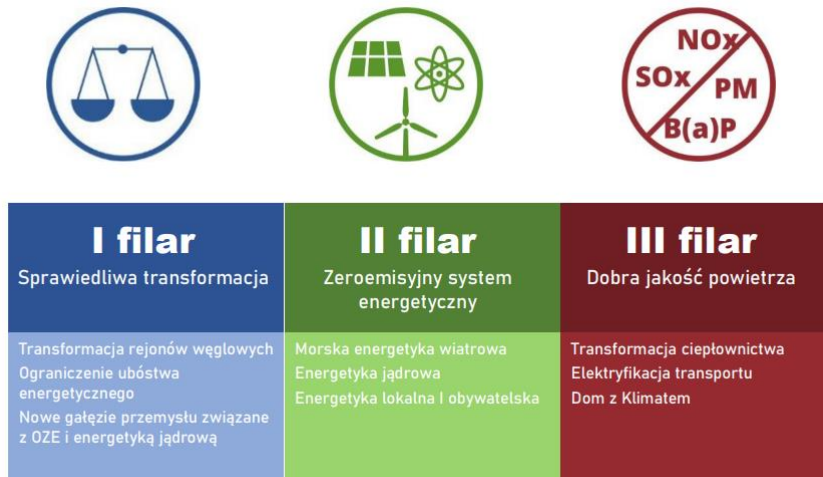 NOx
SOx
PM
B(a)P
I filar
Sprawiedliwa transformacja
Transformacja rejonów węglowych
Ograniczenie ubóstwa
energetycznego
Nowe gałęzie przemysłu związane
z OZE i energetyką jądrową
II filar
Zeroemisyjny system
energetyczny
Morska energetyka wiatrowa
Energetyka jądrowa
Energetyka lokalna I obywatelska
III filar
Dobra jakość powietrza
Transformacja ciepłownictwa
Elektryfikacja transportu
Dom z Klimatem